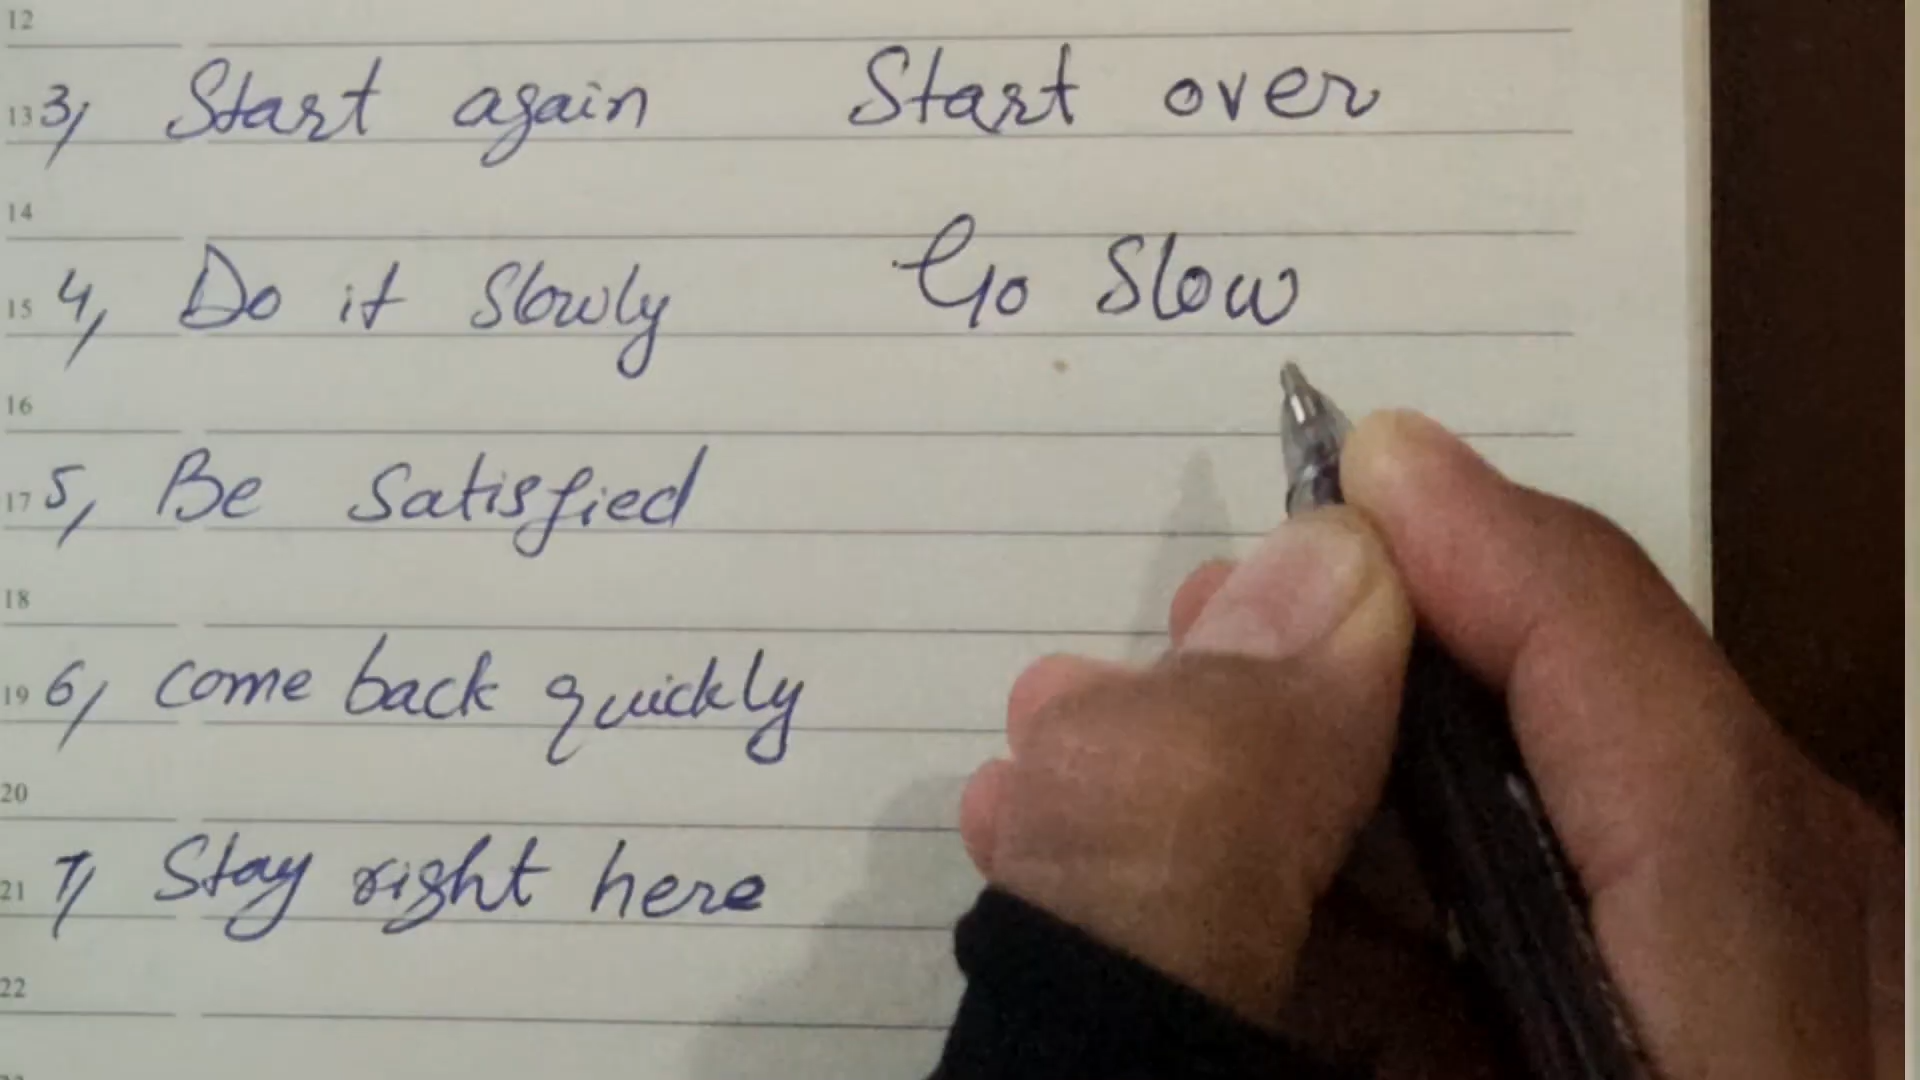 12
13 3, Start again Start over
14
15 4, Do it slowly Go Slow
16
17 5, Be satisfied
18
19 6, come back quickly
20
21 7, Stay right here
22